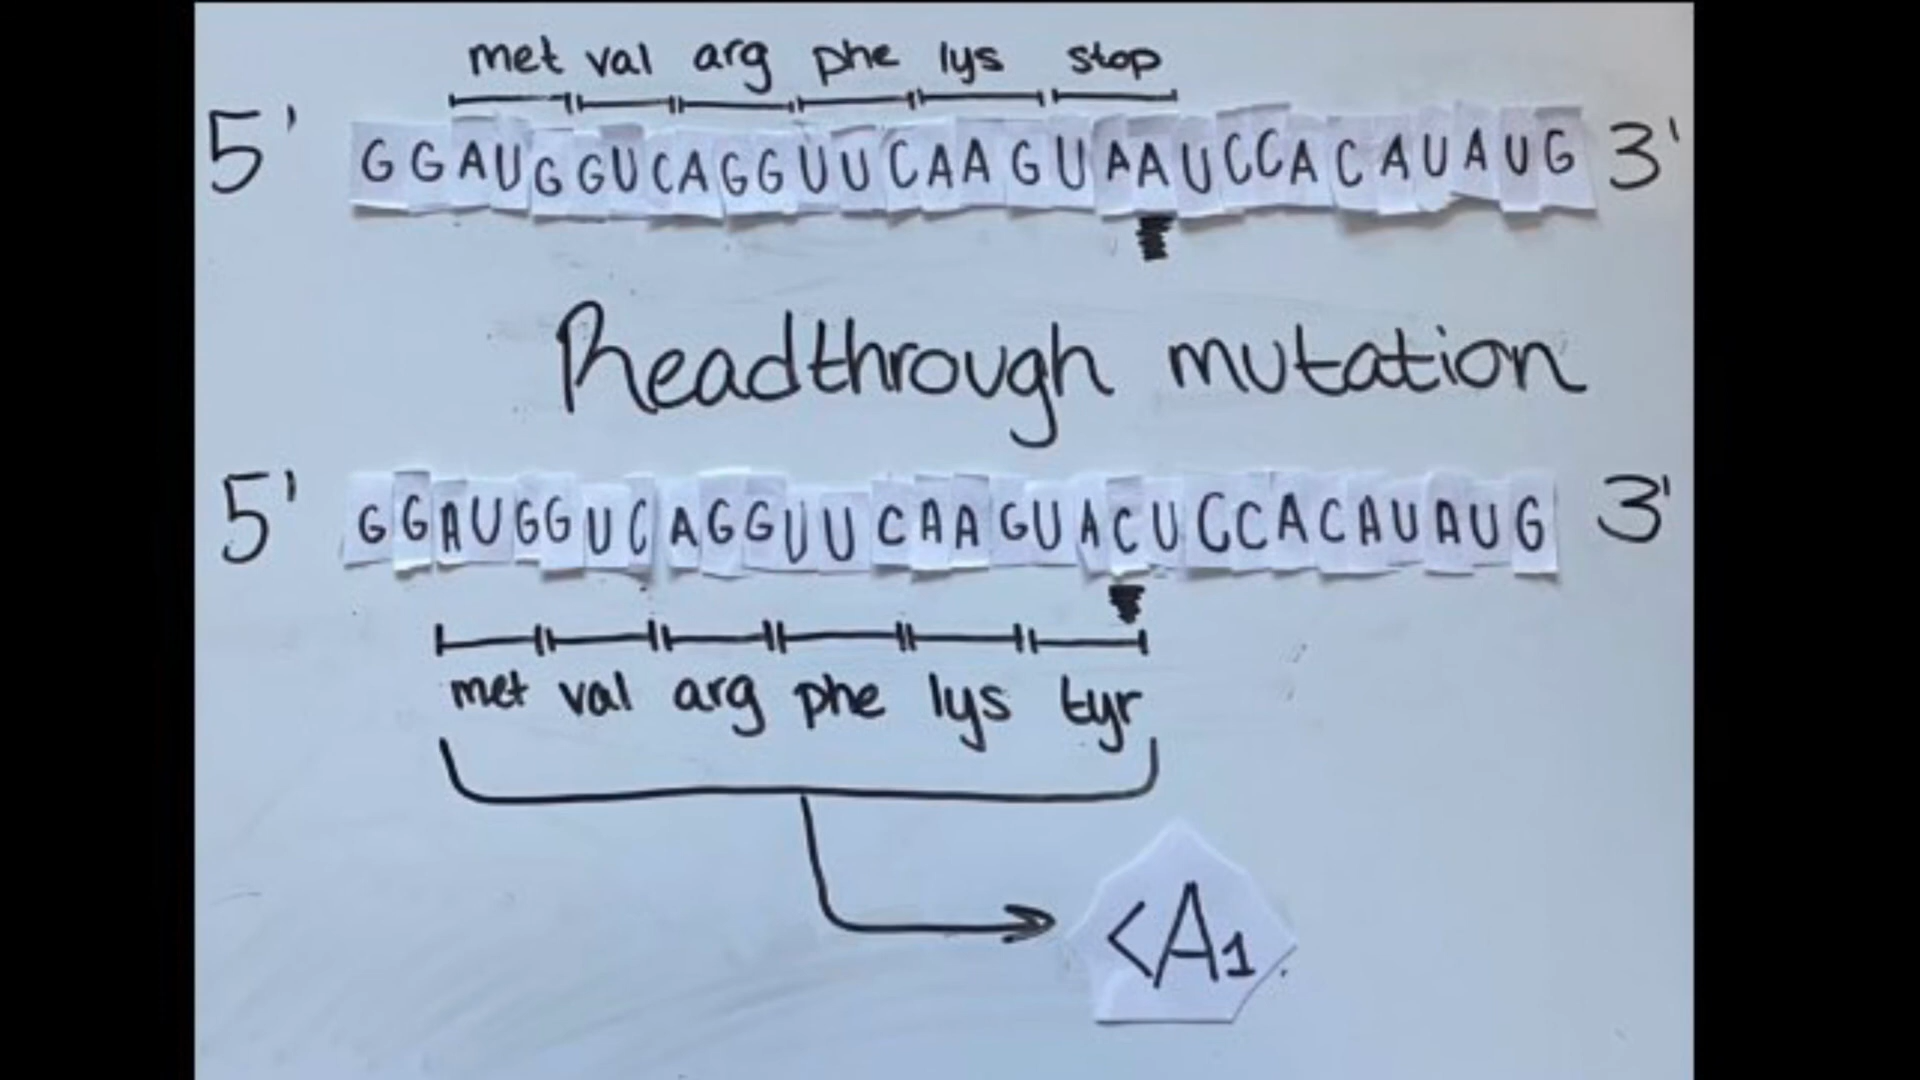 met val arg phe lys stop
5' GGAUGGUCAGGUUCAAGUAAUCCACAUAUG 3'
Readthrough mutation
5' GGAUGGUCAGGUUCAAGUACUCCACAUAUG 3'
met val arg phe lys tyr
<A1